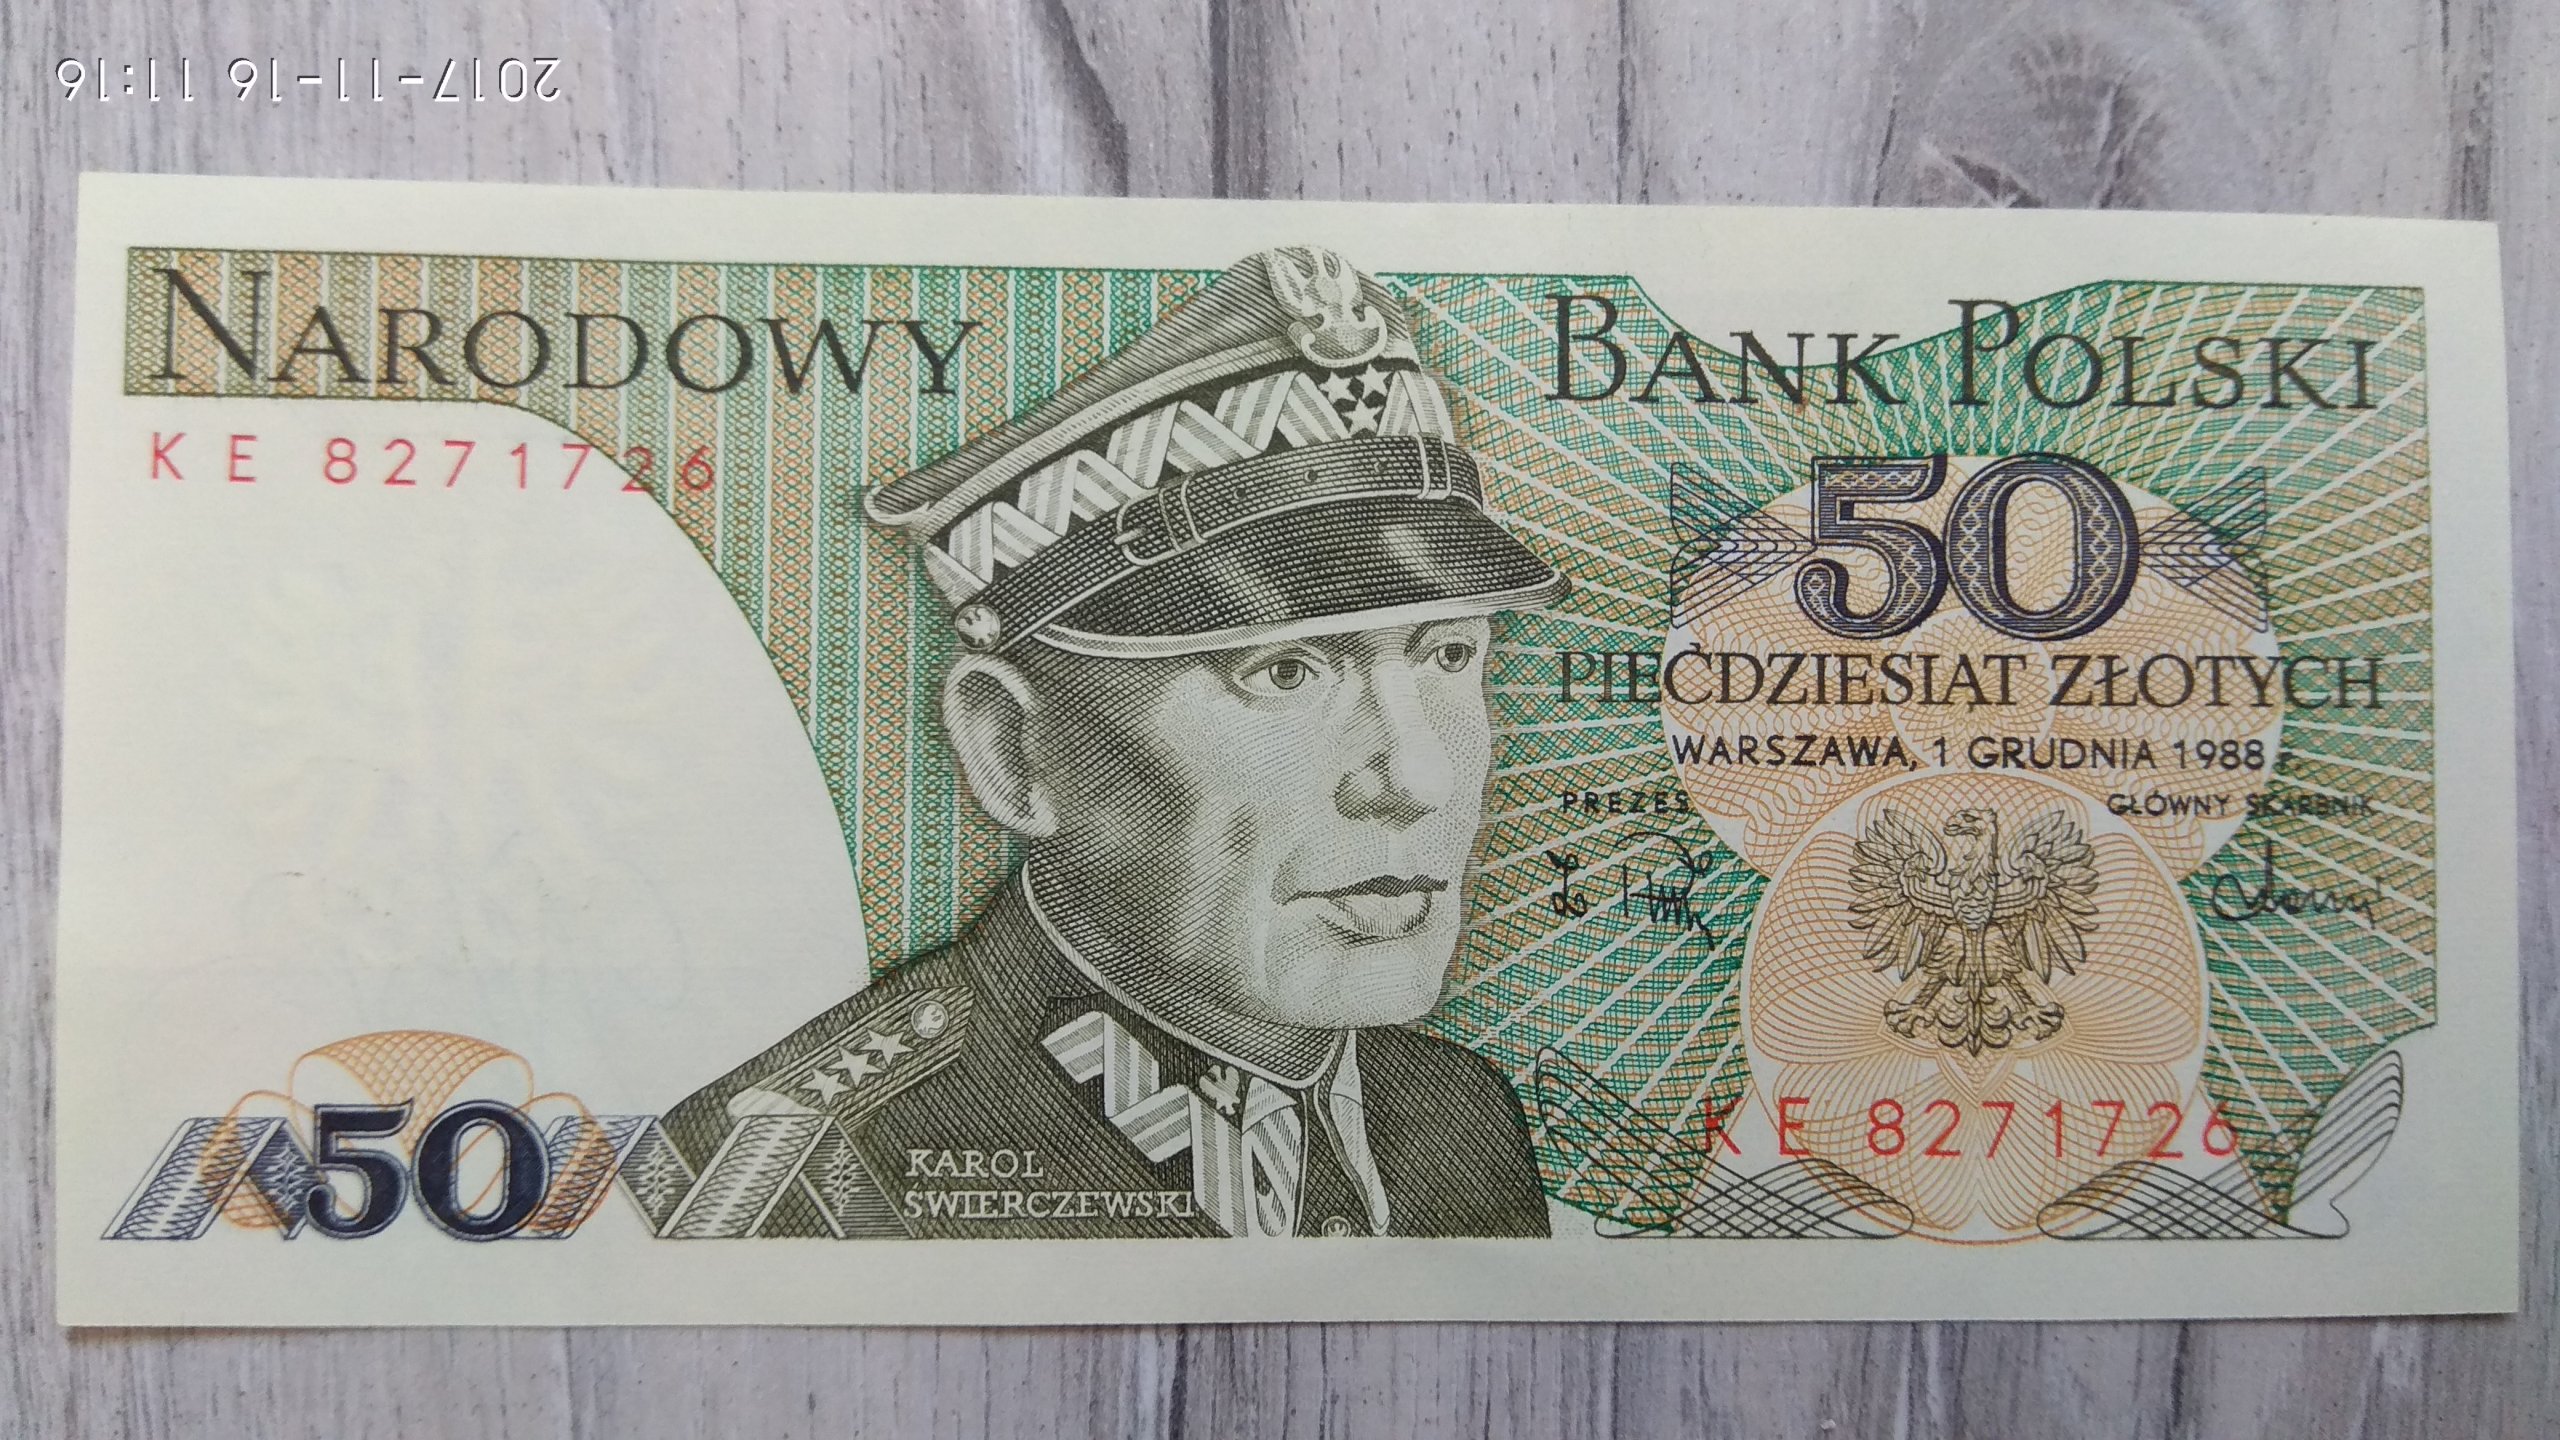 2017-11-16 11:16
NARODOWY
BANK POLSKI
KE 8271726
50
PIĘĆDZIESIĄT ZŁOTYCH
WARSZAWA, 1 GRUDNIA 1988 r.
PREZES
GŁÓWNY SKARBNIK
KE 8271726
50
KAROL
ŚWIERCZEWSKI